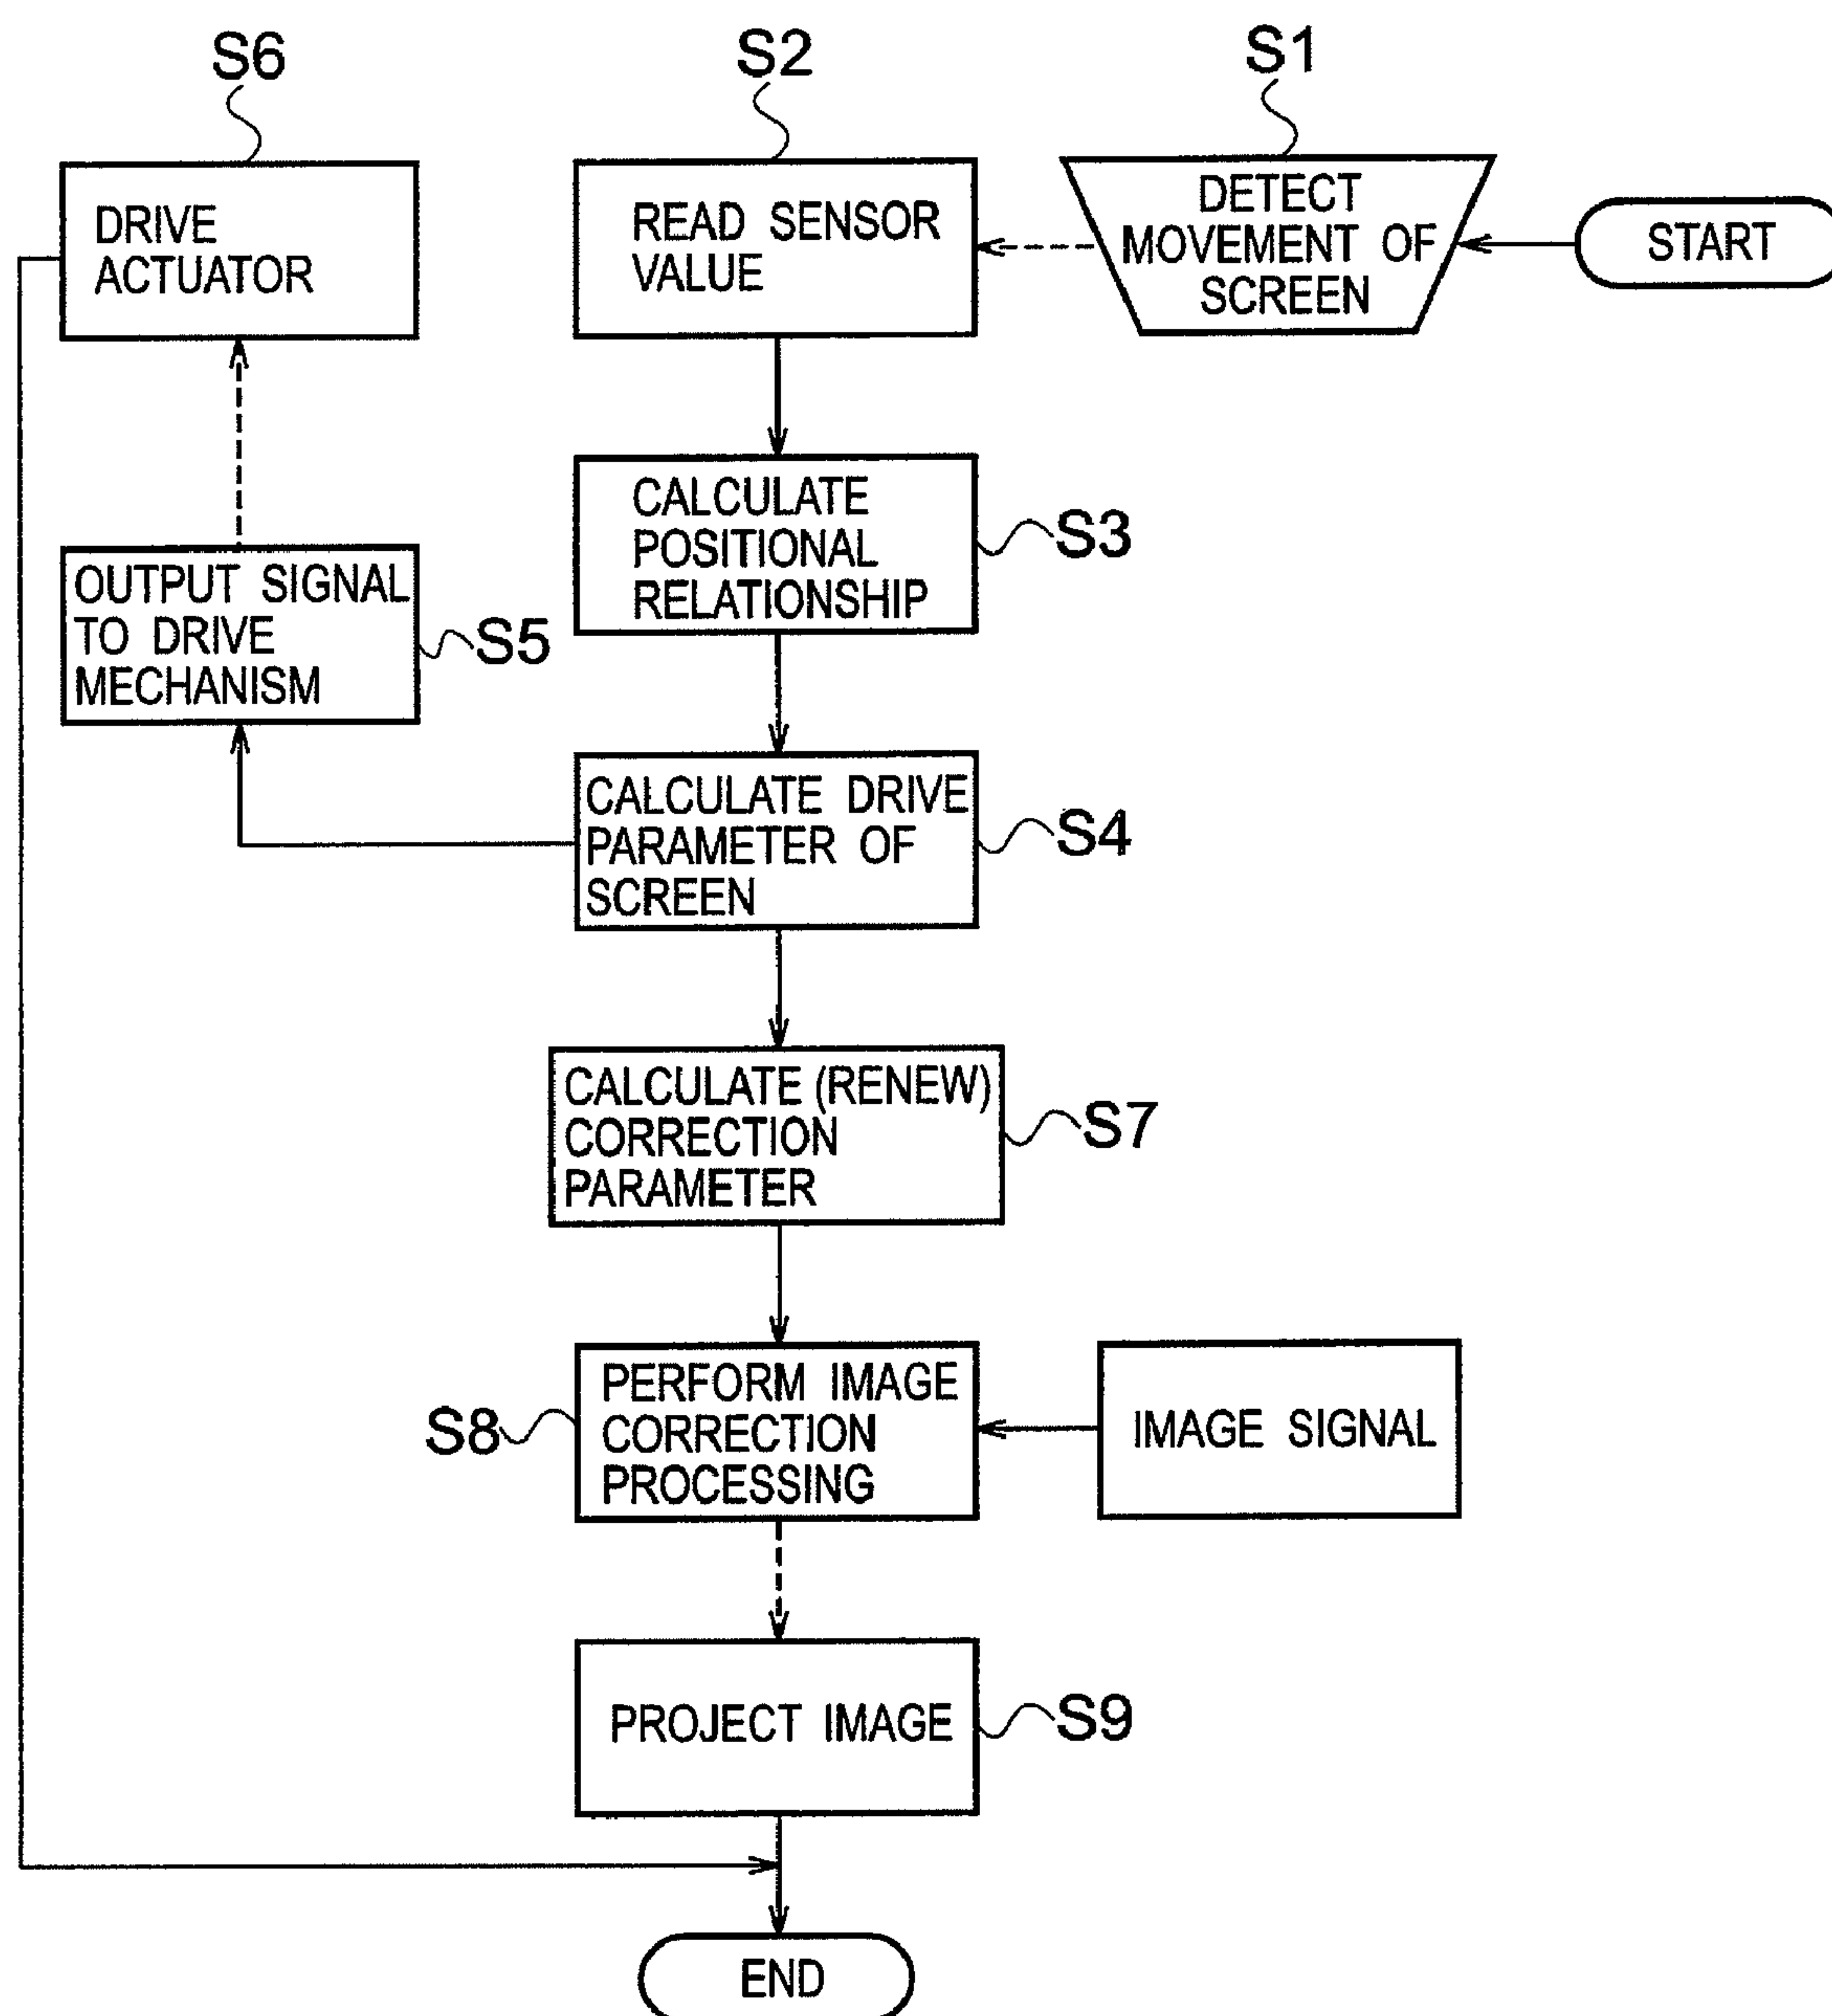 S6
S2
S1
DRIVE
ACTUATOR
READ SENSOR
VALUE
DETECT
MOVEMENT OF
SCREEN
START
CALCULATE
POSITIONAL
RELATIONSHIP
S3
OUTPUT SIGNAL
TO DRIVE
MECHANISM
S5
CALCULATE DRIVE
PARAMETER OF
SCREEN
S4
CALCULATE (RENEW)
CORRECTION
PARAMETER
S7
S8
PERFORM IMAGE
CORRECTION
PROCESSING
IMAGE SIGNAL
PROJECT IMAGE
S9
END